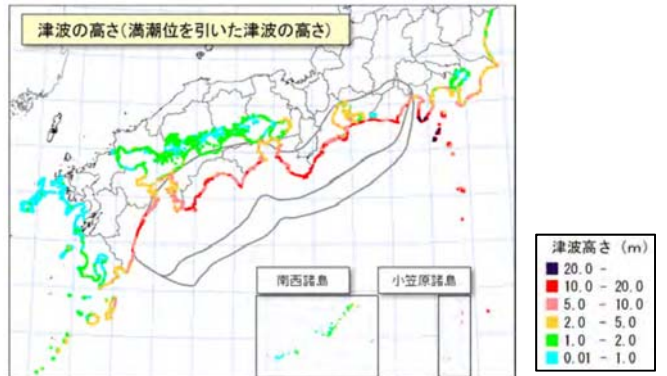 津波の高さ(満潮位を引いた津波の高さ)
南西諸島
小笠原諸島
津波高さ (m)
20.0 -
10.0 - 20.0
5.0 - 10.0
2.0 - 5.0
1.0 - 2.0
0.01 - 1.0